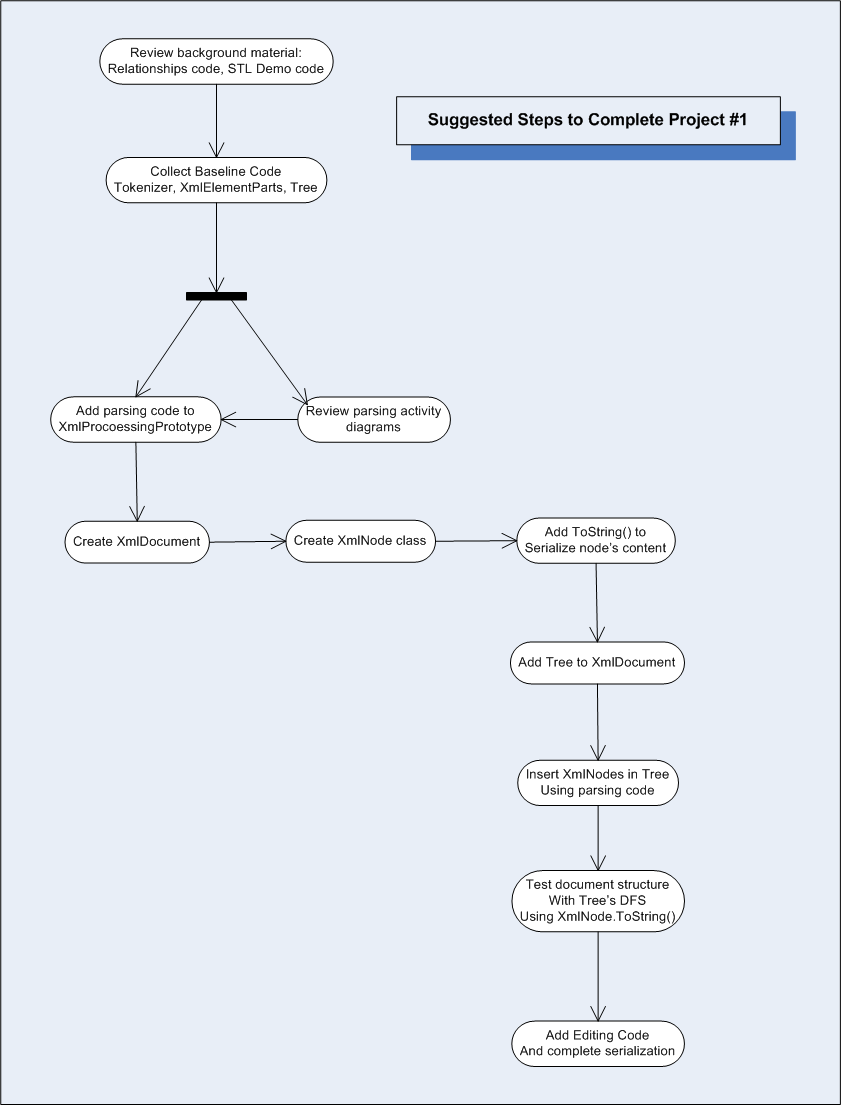 Review background material:
Relationships code, STL Demo code
Suggested Steps to Complete Project #1
Collect Baseline Code
Tokenizer, XmlElementParts, Tree
Add parsing code to
XmlProcoessingPrototype
Review parsing activity
diagrams
Create XmlDocument
Create XmlNode class
Add ToString() to
Serialize node's content
Add Tree to XmlDocument
Insert XmlNodes in Tree
Using parsing code
Test document structure
With Tree's DFS
Using XmlNode.ToString()
Add Editing Code
And complete serialization